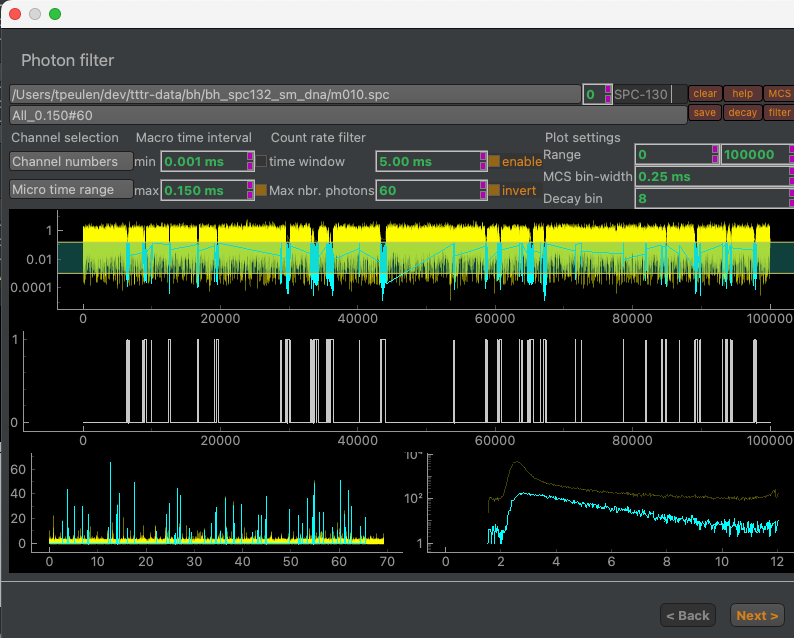 Photon filter
/Users/tpeulen/dev/tttr-data/bh/bh_spc132_sm_dna/m010.spc 0 SPC-130 clear help MCS
All_0.150#60 save decay filter
Channel selection Macro time interval Count rate filter Plot settings
Channel numbers min 0.001 ms time window 5.00 ms enable Range 0 100000
MCS bin-width 0.25 ms
Micro time range max 0.150 ms Max nbr. photons 60 invert Decay bin 8
1
0.01
0.0001
0 20000 40000 60000 80000 100000
1
0
0 20000 40000 60000 80000 100000
60
40
20
0
0 10 20 30 40 50 60 70
10⁴
10²
1
0 2 4 6 8 10 12
< Back Next >